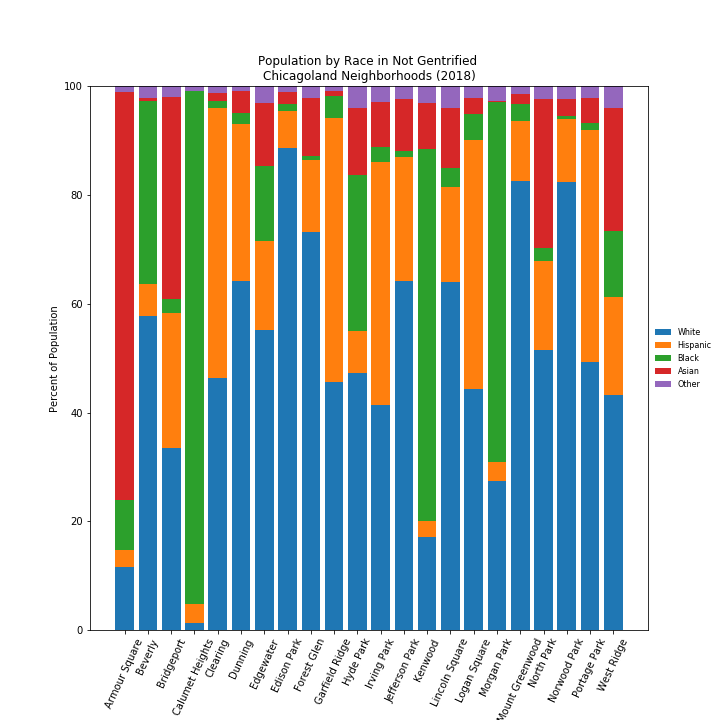 Population by Race in Not Gentrified
Chicagoland Neighborhoods (2018)
100
80
60
40
20
0
Percent of Population
White
Hispanic
Black
Asian
Other
Armour Square
Beverly
Bridgeport
Calumet Heights
Clearing
Dunning
Edgewater
Edison Park
Forest Glen
Garfield Ridge
Hyde Park
Irving Park
Jefferson Park
Kenwood
Lincoln Square
Logan Square
Morgan Park
Mount Greenwood
North Park
Norwood Park
Portage Park
West Ridge